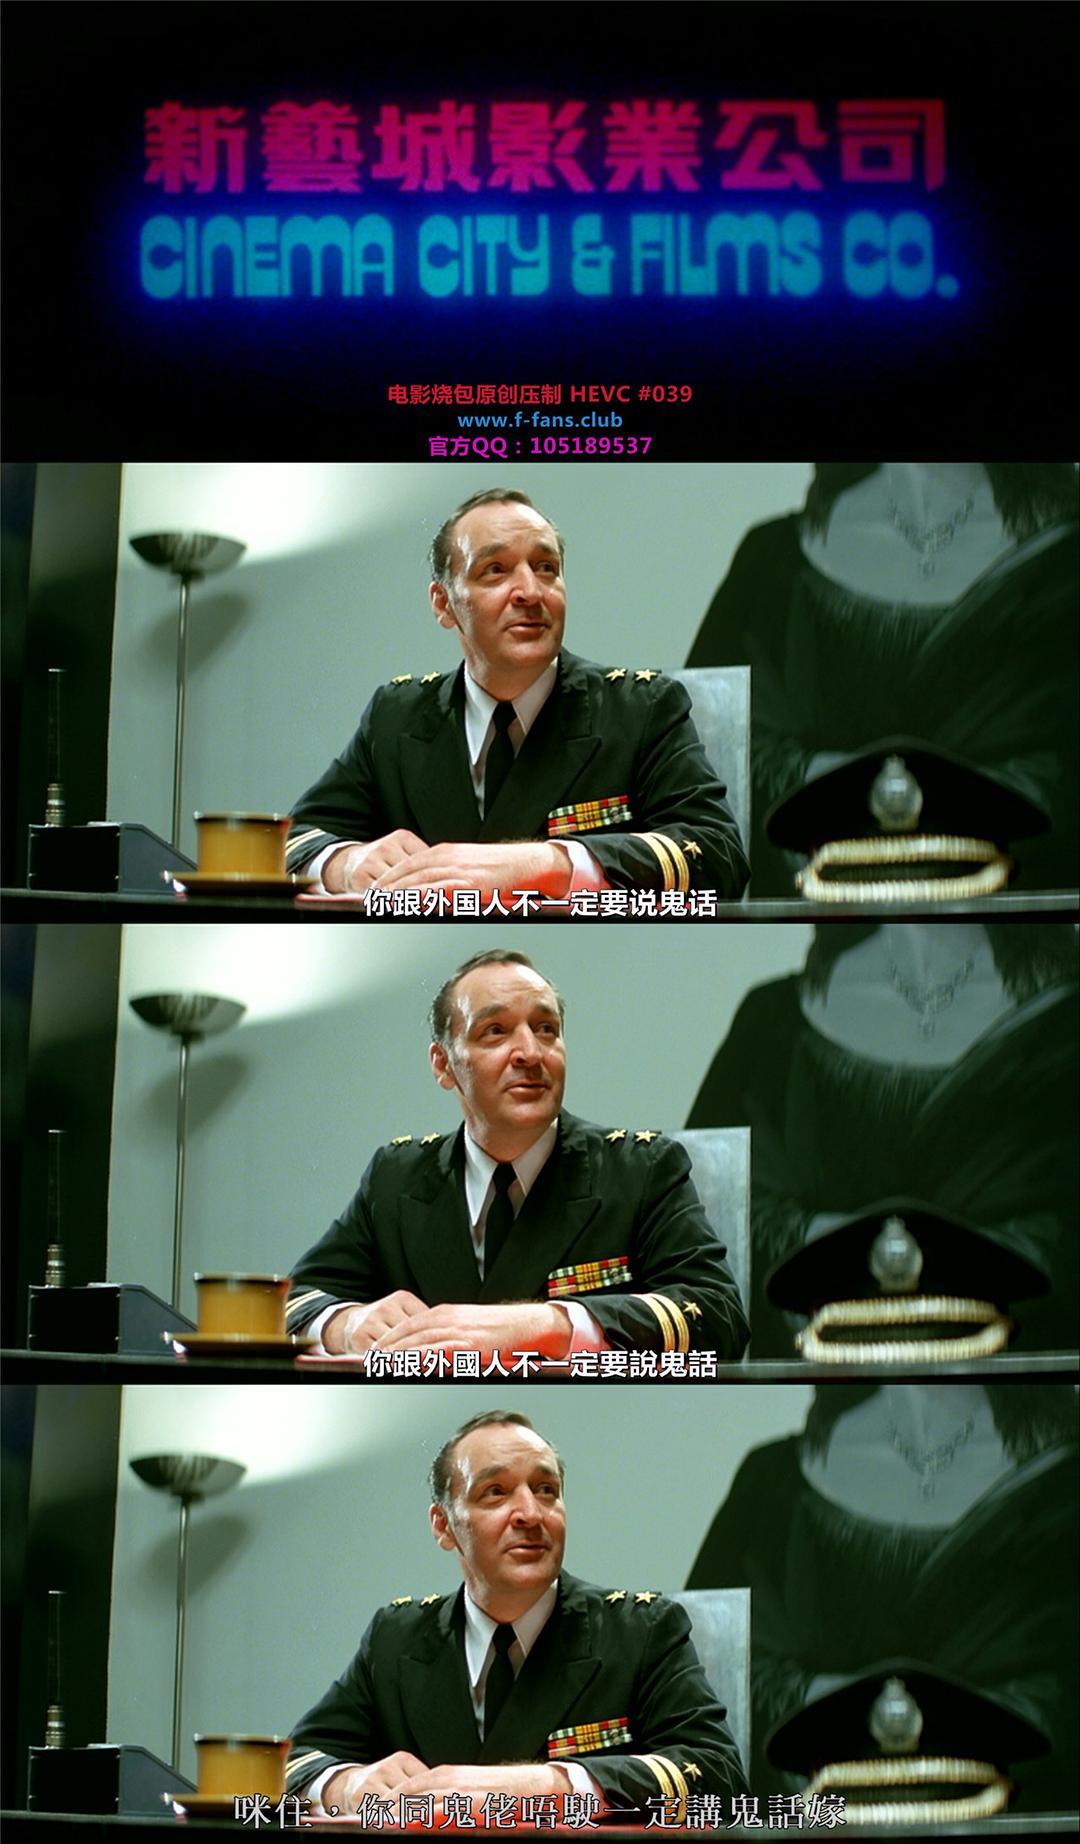 新藝城影業公司
CINEMA CITY & FILMS CO.
电影烧包原创压制 HEVC #039
www.f-fans.club
官方QQ：105189537
你跟外国人不一定要说鬼话
你跟外國人不一定要說鬼話
咪住，你同鬼佬唔駛一定講鬼話嫁